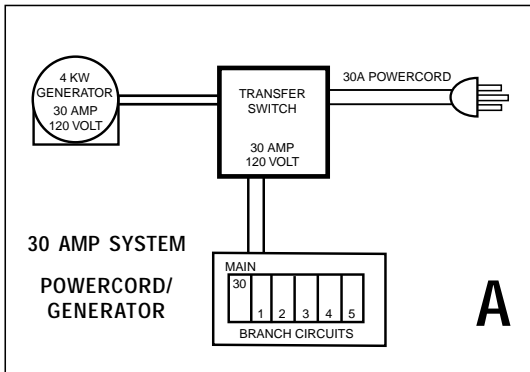 4 KW
GENERATOR
30 AMP
120 VOLT
TRANSFER
SWITCH
30 AMP
120 VOLT
30A POWERCORD
30 AMP SYSTEM
POWERCORD/
GENERATOR
MAIN
30
1 2 3 4 5
BRANCH CIRCUITS
A